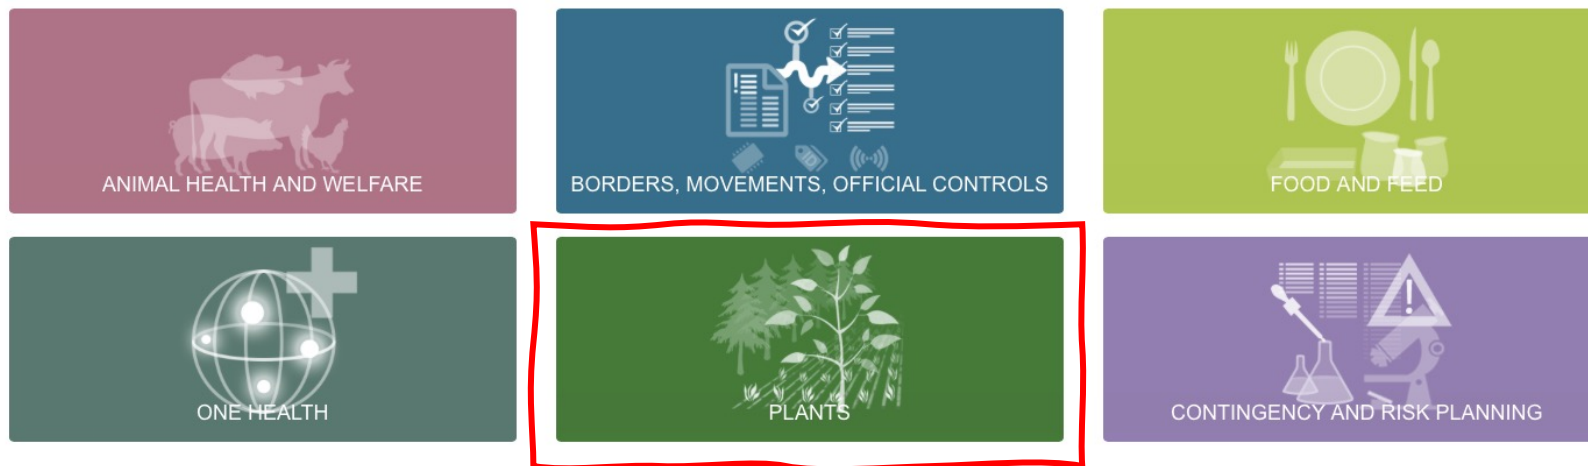 ANIMAL HEALTH AND WELFARE
BORDERS, MOVEMENTS, OFFICIAL CONTROLS
FOOD AND FEED
ONE HEALTH
PLANTS
CONTINGENCY AND RISK PLANNING